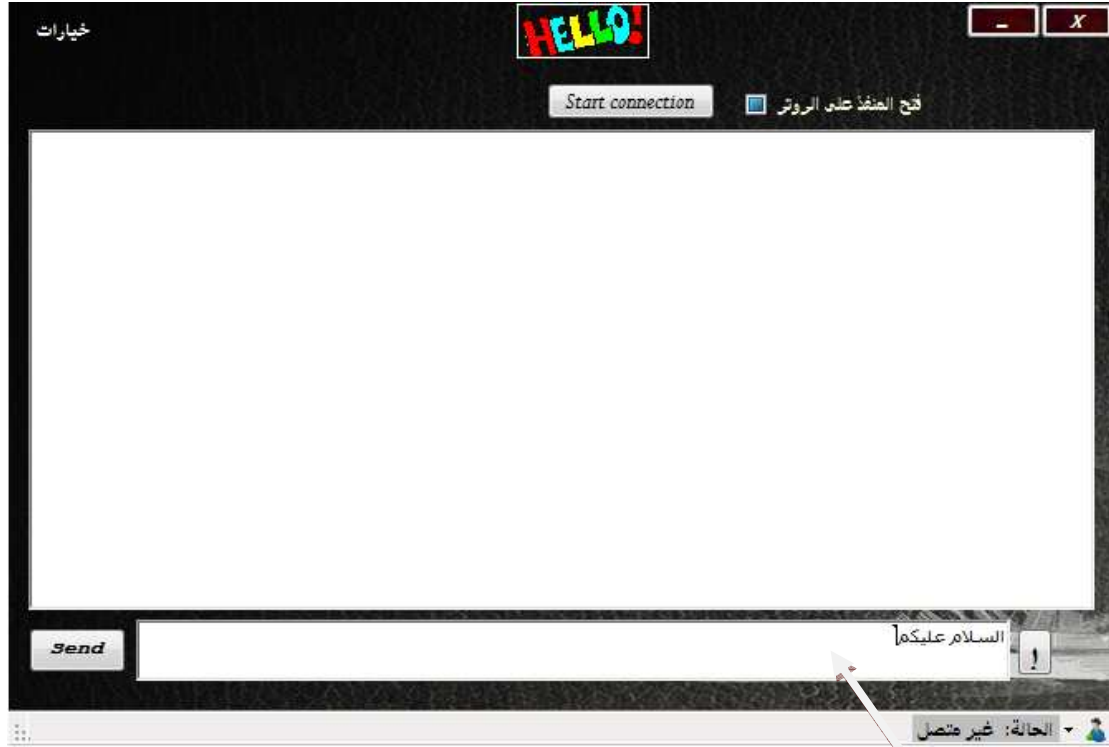 خيارات
HELLO!
- X
Start connection
فتح المنفذ على الروتر
السلام عليكم
Send
!
الحالة: غير متصل